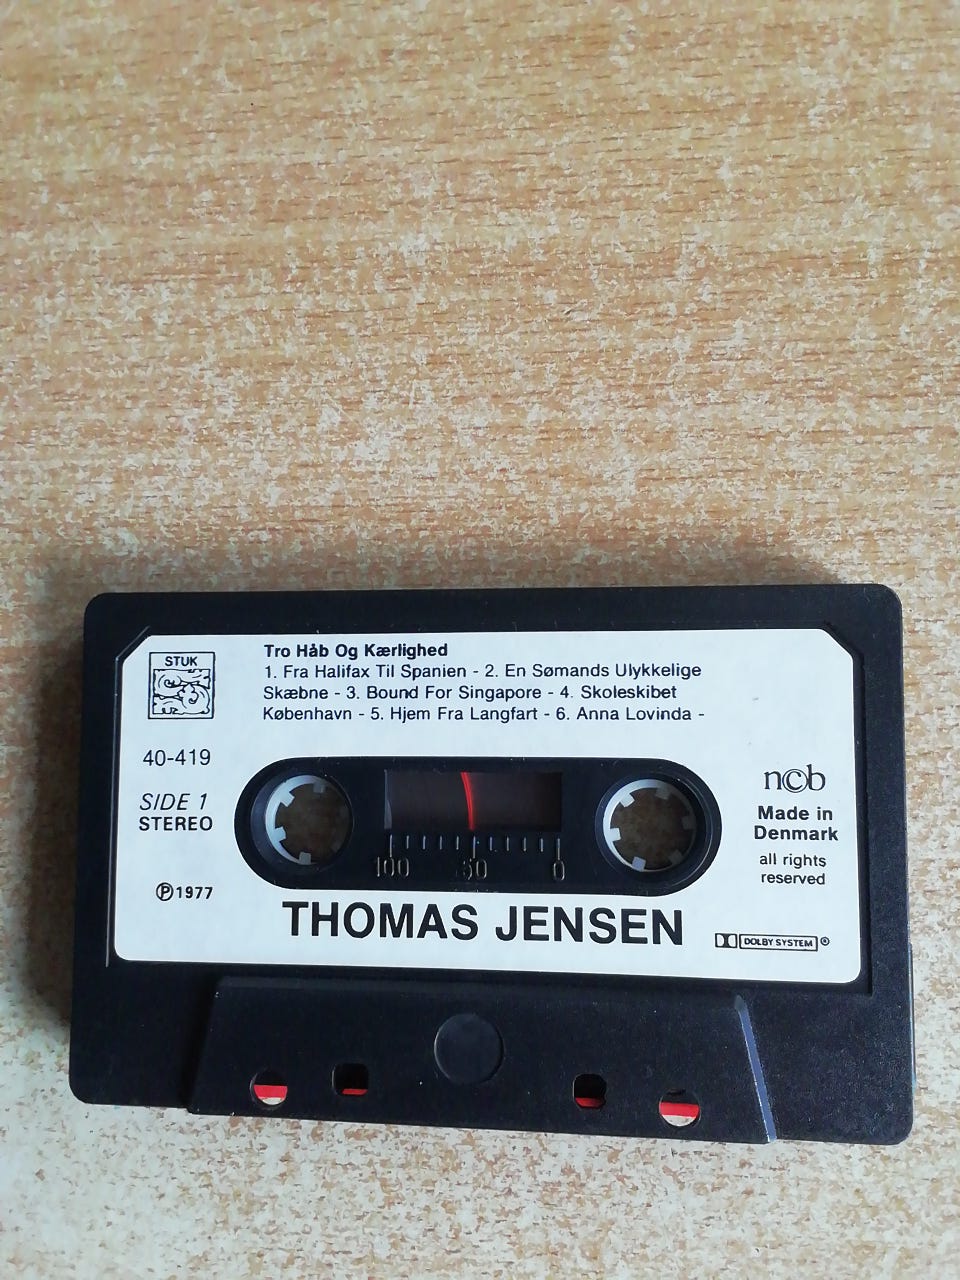 STUK
Tro Håb Og Kærlighed
1. Fra Halifax Til Spanien - 2. En Sømands Ulykkelige
Skæbne - 3. Bound For Singapore - 4. Skoleskibet
København - 5. Hjem Fra Langfart - 6. Anna Lovinda -
40-419
SIDE 1
STEREO
℗ 1977
100 50 0
ncb
Made in
Denmark
all rights
reserved
THOMAS JENSEN
DOLBY SYSTEM ®